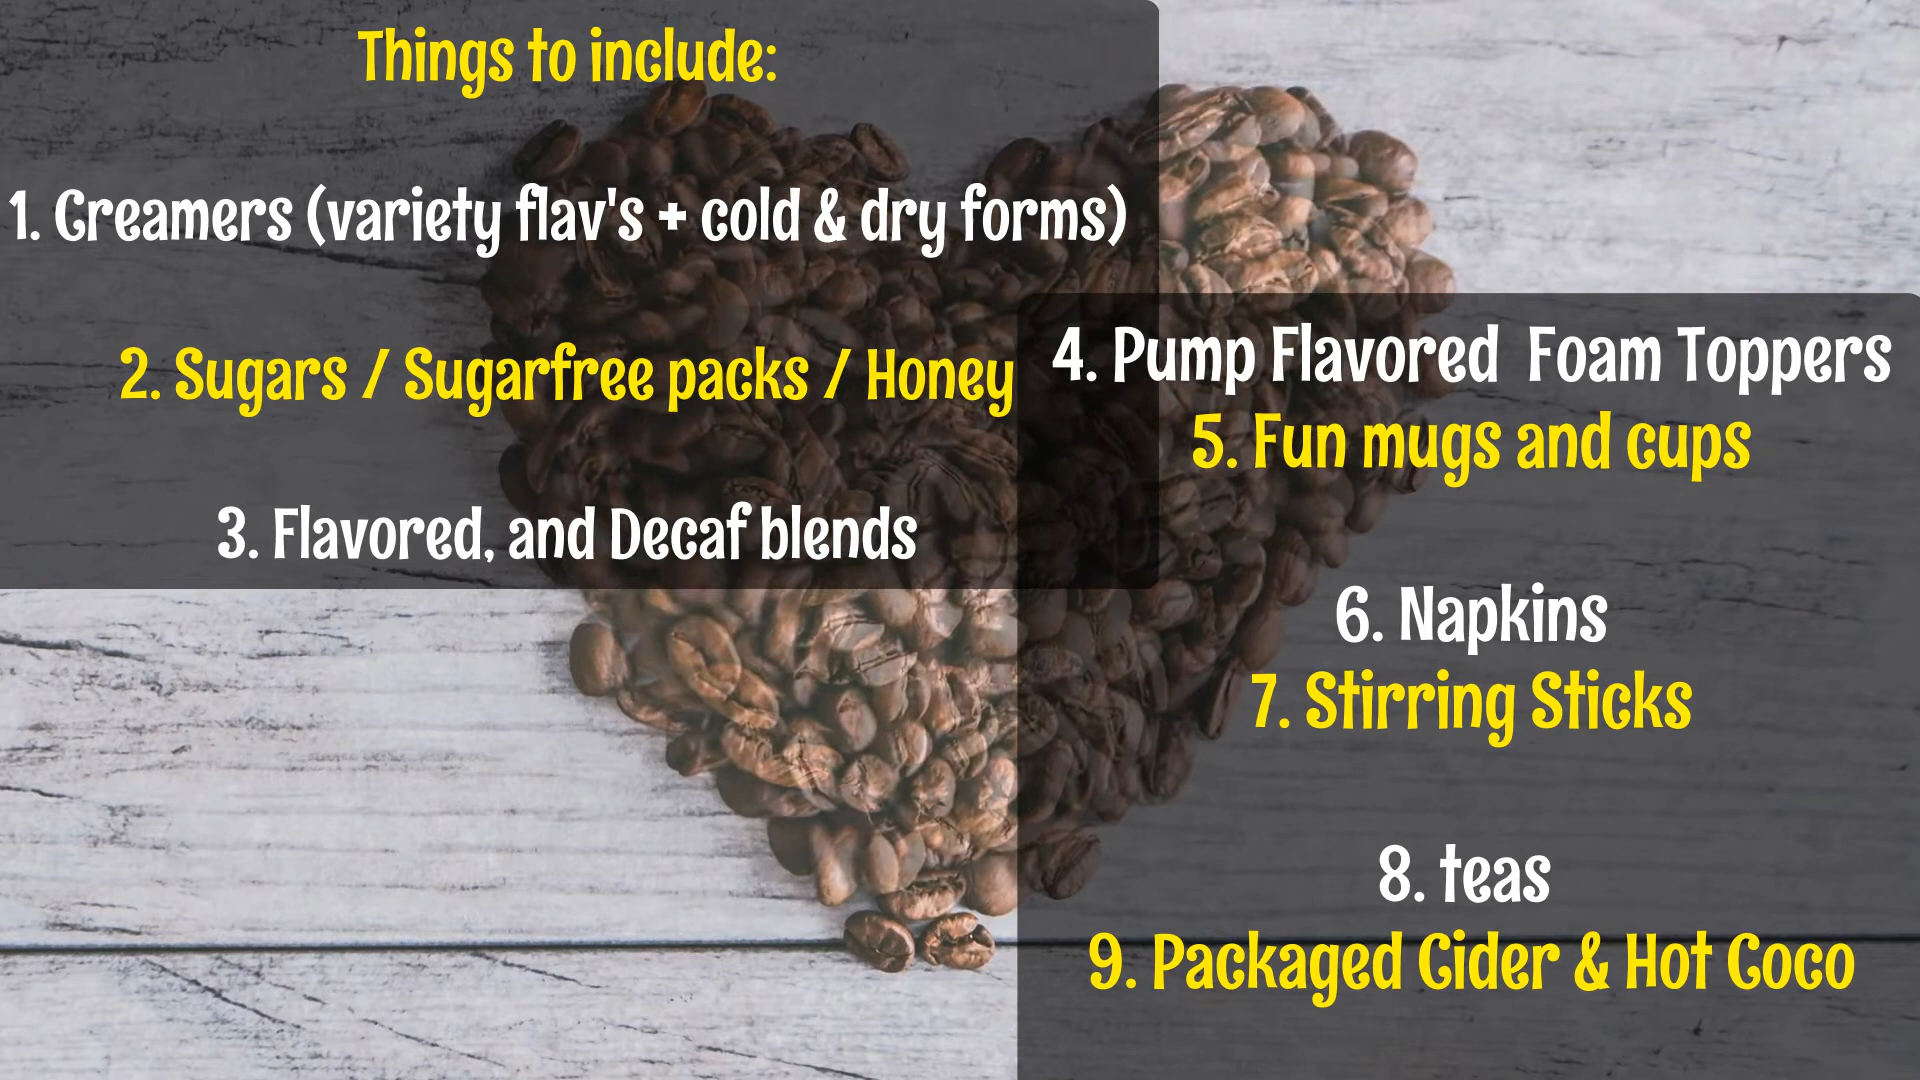 Things to include:
1. Creamers (variety flav's + cold & dry forms)
2. Sugars / Sugarfree packs / Honey
3. Flavored, and Decaf blends
4. Pump Flavored  Foam Toppers
5. Fun mugs and cups
6. Napkins
7. Stirring Sticks
8. teas
9. Packaged Cider & Hot Coco